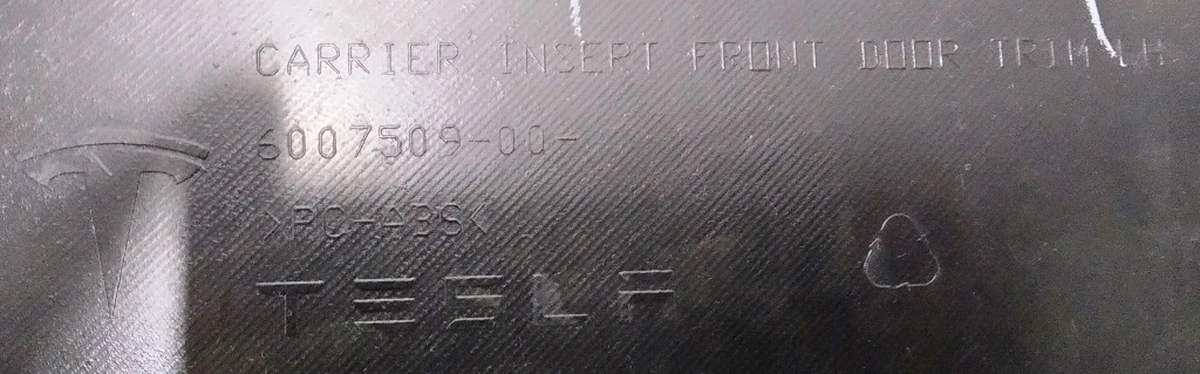 CARRIER INSERT FRONT DOOR TRIM LH
6007509-00-
>PC-ABS<
TESLA